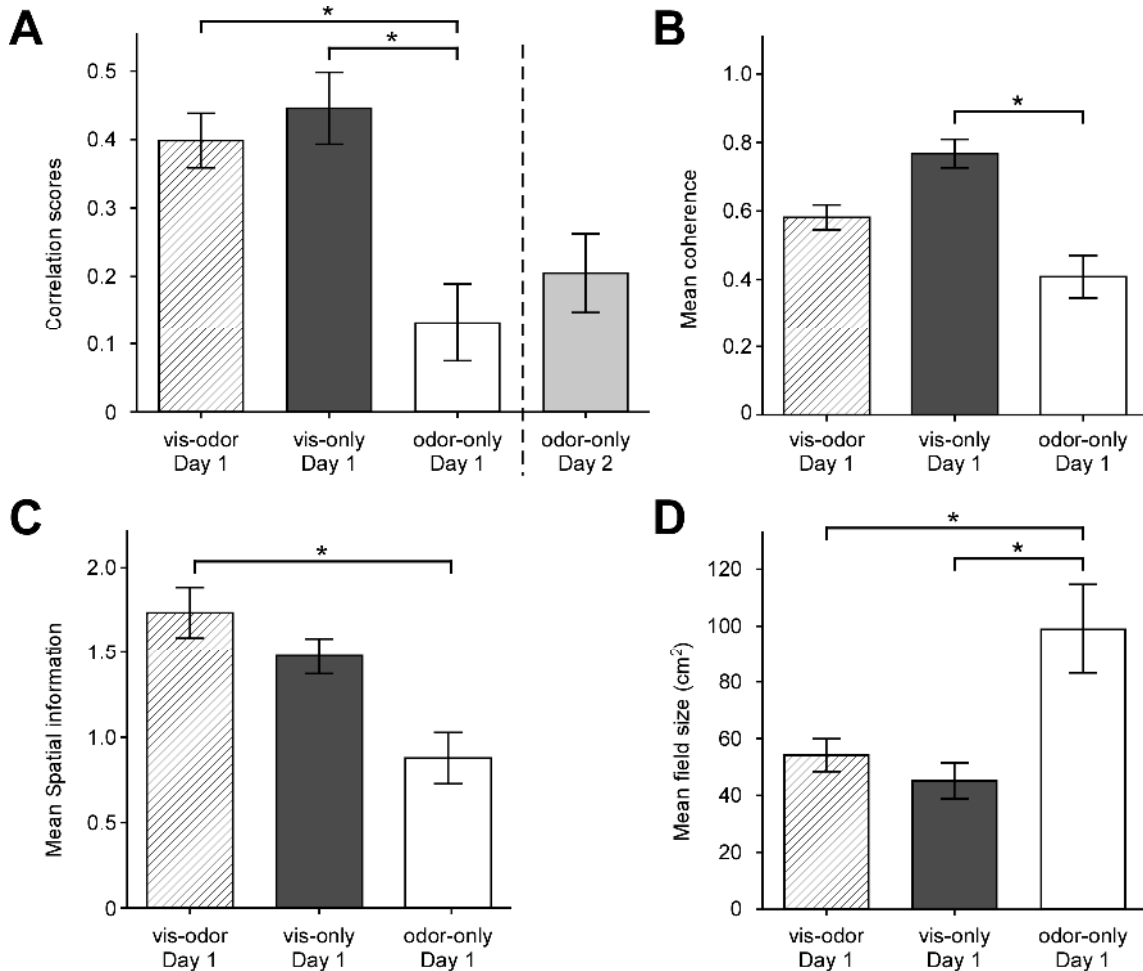 A
*
*
Correlation scores
0.5
0.4
0.3
0.2
0.1
0
vis-odor
Day 1
vis-only
Day 1
odor-only
Day 1
odor-only
Day 2
B
*
Mean coherence
1.0
0.8
0.6
0.4
0.2
0
vis-odor
Day 1
vis-only
Day 1
odor-only
Day 1
C
*
Mean Spatial information
2.0
1.5
1.0
0.5
0
vis-odor
Day 1
vis-only
Day 1
odor-only
Day 1
D
*
*
Mean field size (cm²)
120
100
80
60
40
20
0
vis-odor
Day 1
vis-only
Day 1
odor-only
Day 1